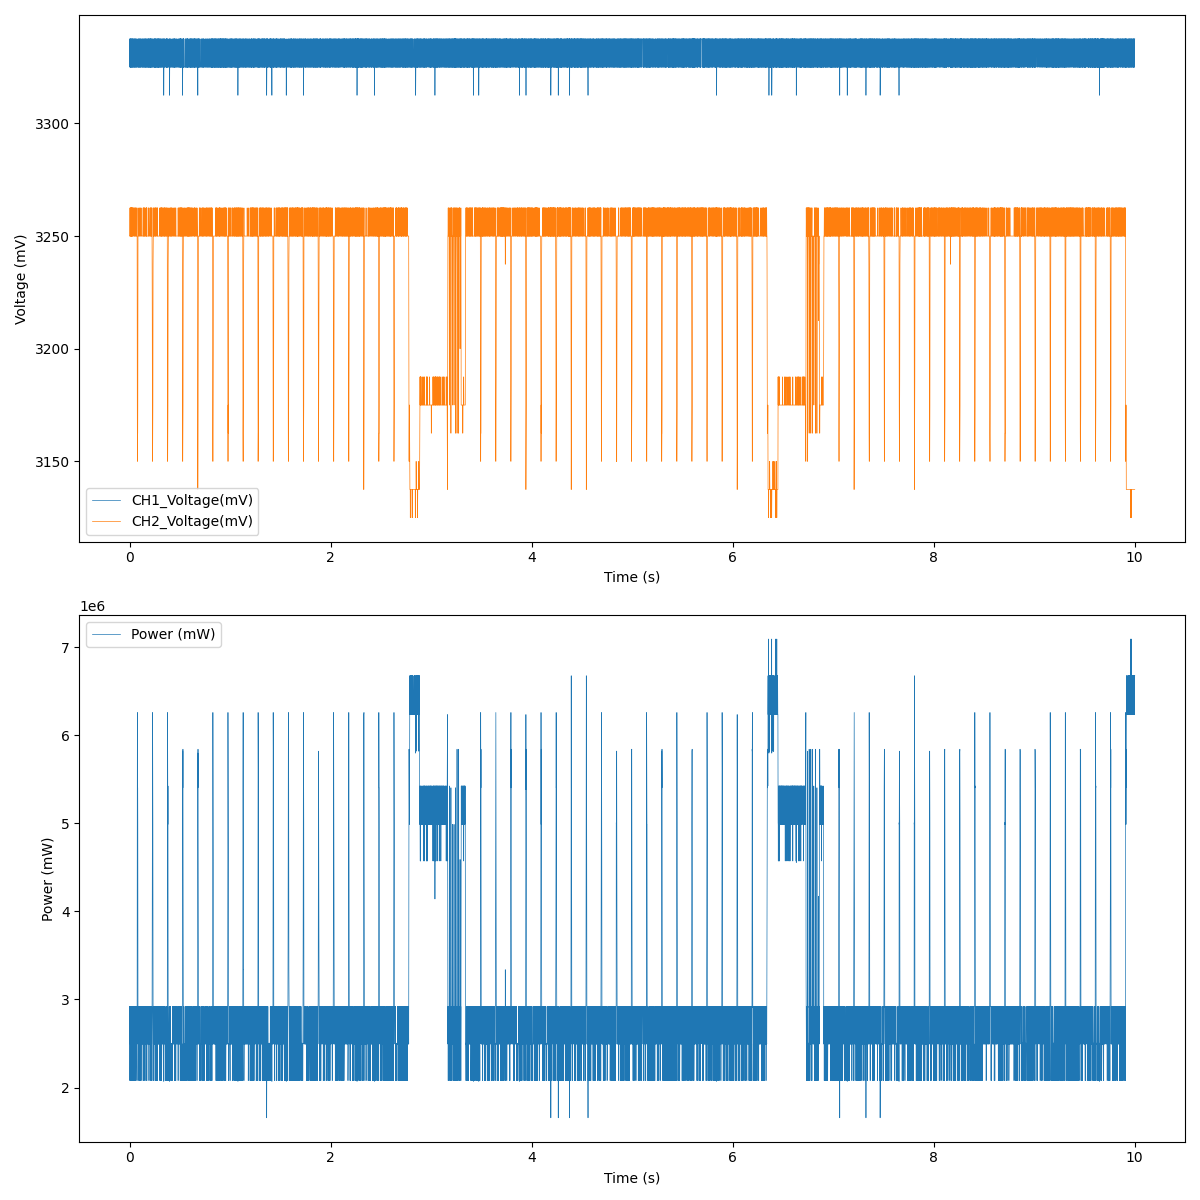 3300
3250
3200
3150
Voltage (mV)
CH1_Voltage(mV)
CH2_Voltage(mV)
0 2 4 6 8 10
Time (s)
1e6
Power (mW)
7
6
5
4
3
2
Power (mW)
0 2 4 6 8 10
Time (s)